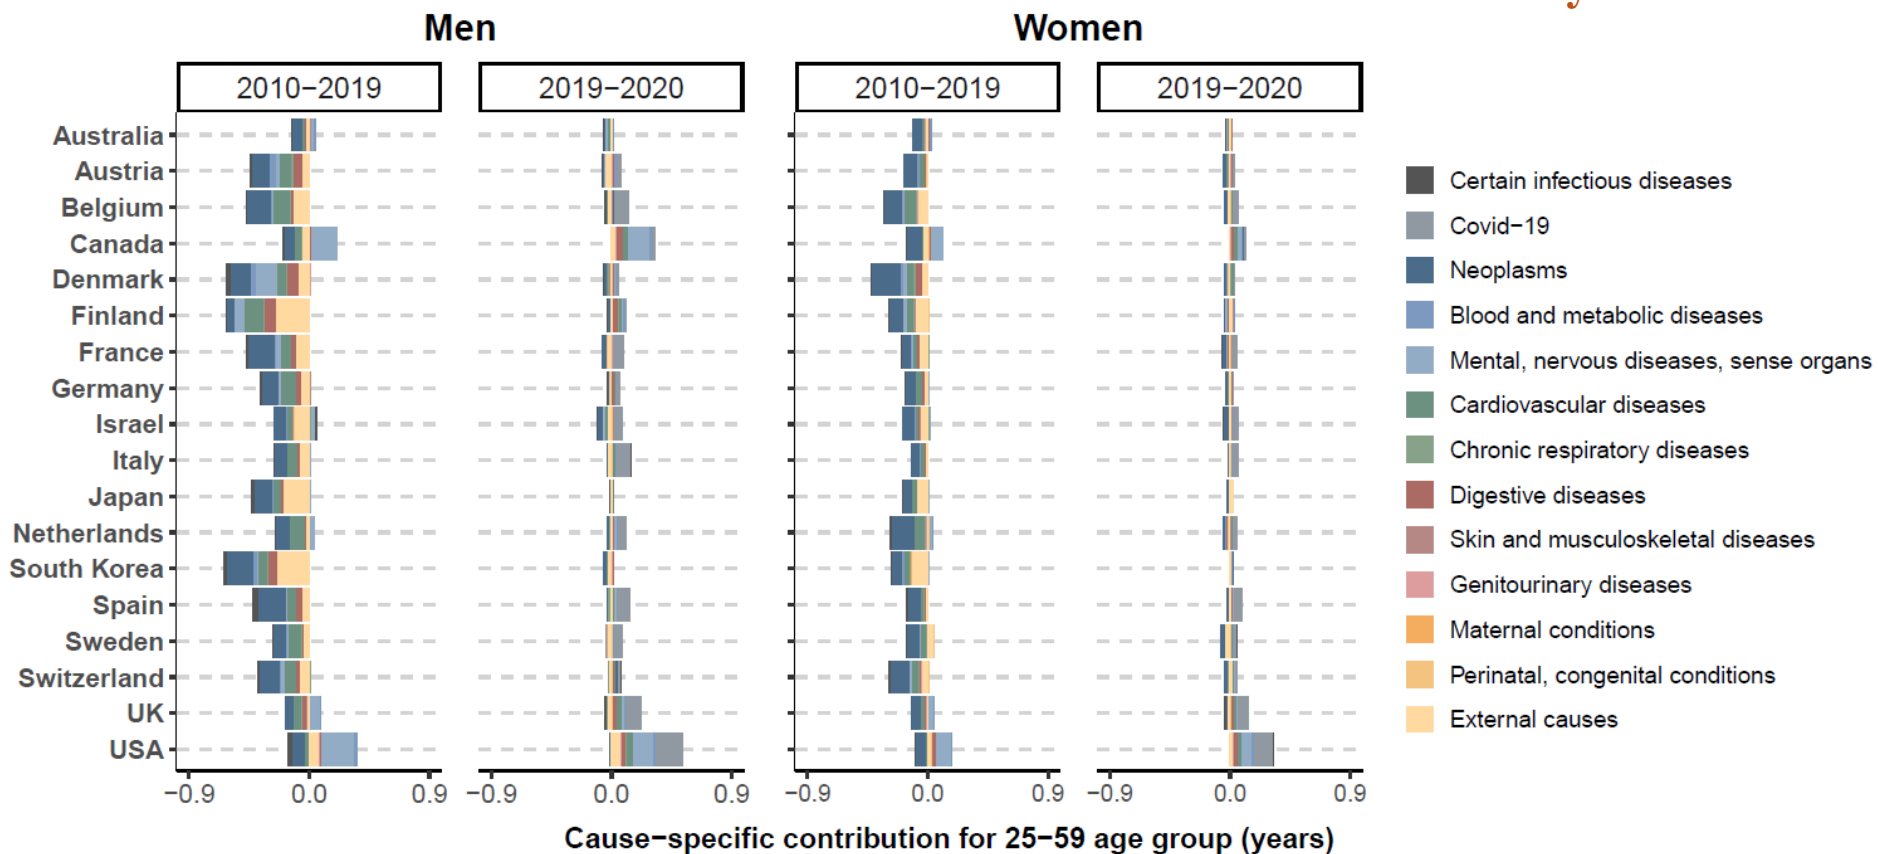 Men
Women
2010−2019
2019−2020
2010−2019
2019−2020
Australia
Austria
Belgium
Canada
Denmark
Finland
France
Germany
Israel
Italy
Japan
Netherlands
South Korea
Spain
Sweden
Switzerland
UK
USA
−0.9 0.0 0.9
−0.9 0.0 0.9
−0.9 0.0 0.9
−0.9 0.0 0.9
Cause−specific contribution for 25−59 age group (years)
Certain infectious diseases
Covid−19
Neoplasms
Blood and metabolic diseases
Mental, nervous diseases, sense organs
Cardiovascular diseases
Chronic respiratory diseases
Digestive diseases
Skin and musculoskeletal diseases
Genitourinary diseases
Maternal conditions
Perinatal, congenital conditions
External causes